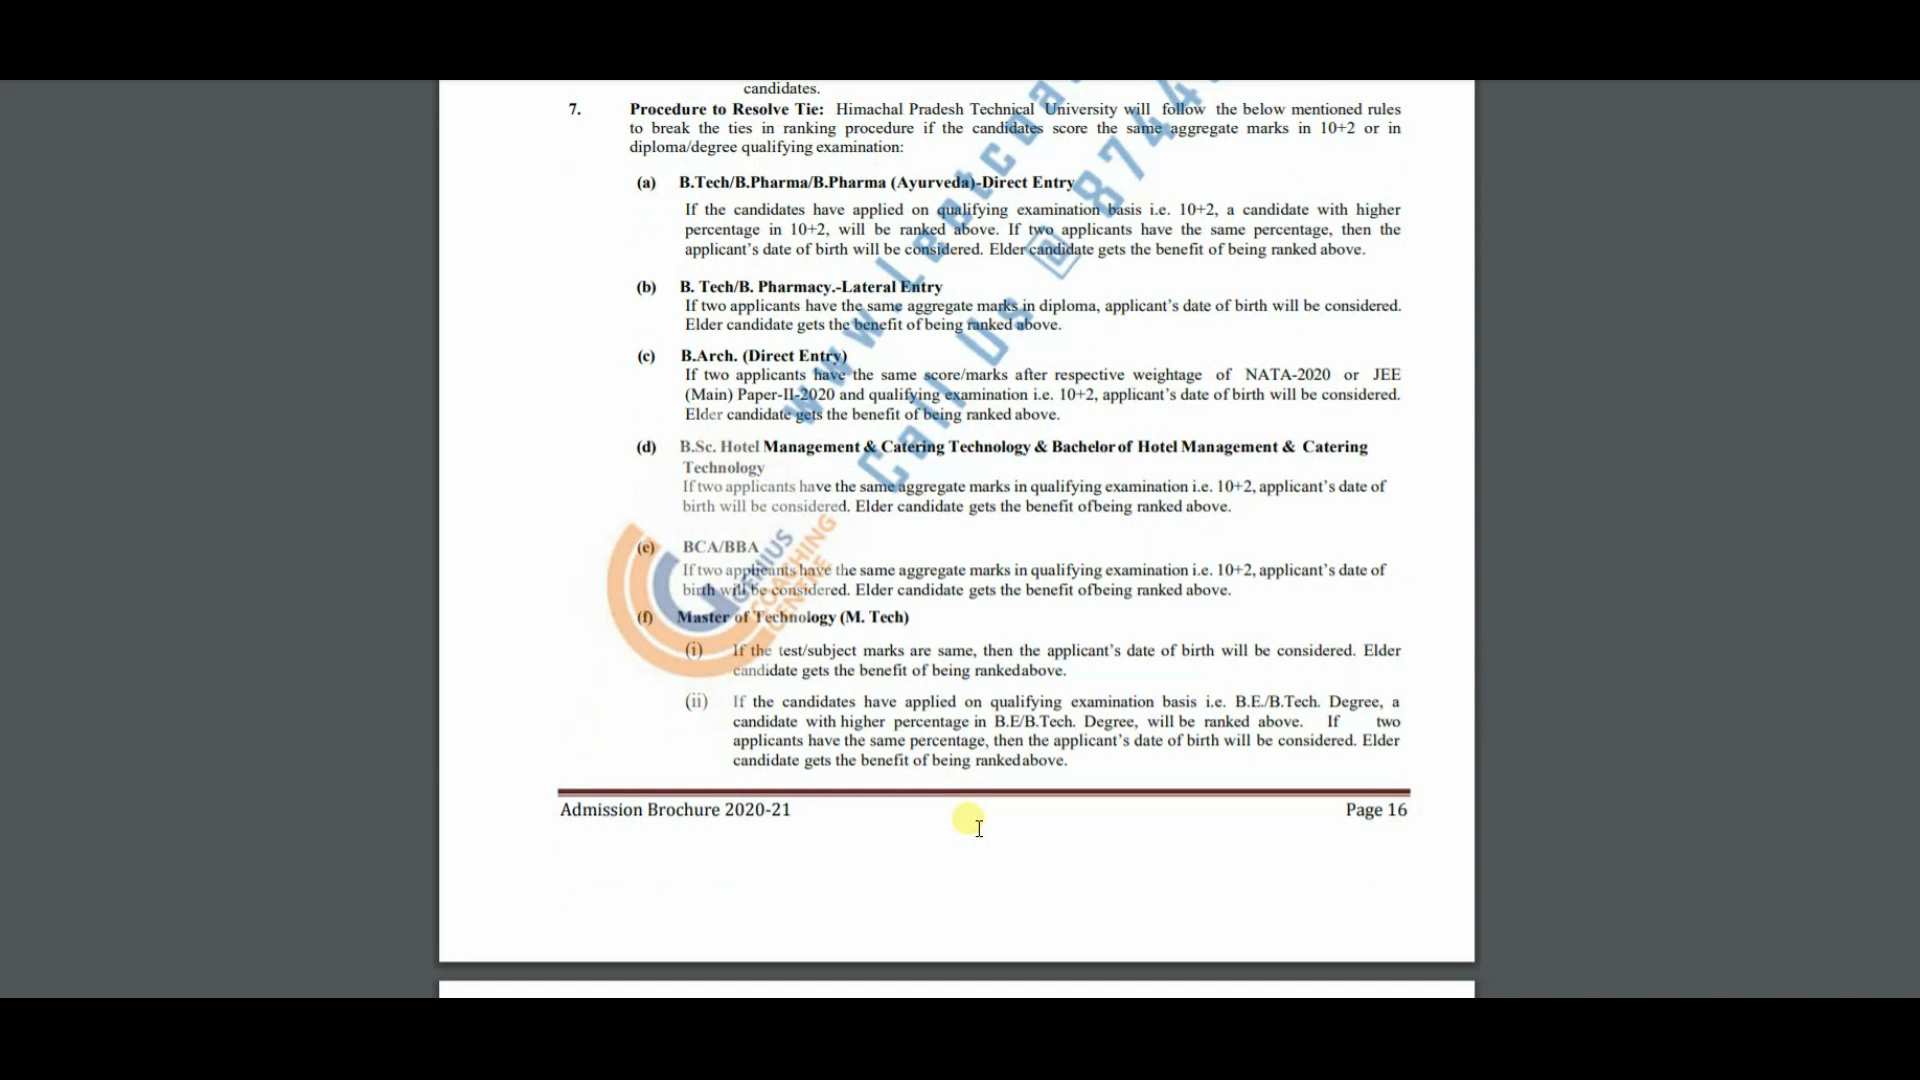 candidates.
7. Procedure to Resolve Tie: Himachal Pradesh Technical University will follow the below mentioned rules
to break the ties in ranking procedure if the candidates score the same aggregate marks in 10+2 or in
diploma/degree qualifying examination:
(a) B.Tech/B.Pharma/B.Pharma (Ayurveda)-Direct Entry
If the candidates have applied on qualifying examination basis i.e. 10+2, a candidate with higher
percentage in 10+2, will be ranked above. If two applicants have the same percentage, then the
applicant's date of birth will be considered. Elder candidate gets the benefit of being ranked above.
(b) B. Tech/B. Pharmacy.-Lateral Entry
If two applicants have the same aggregate marks in diploma, applicant's date of birth will be considered.
Elder candidate gets the benefit of being ranked above.
(c) B.Arch. (Direct Entry)
If two applicants have the same score/marks after respective weightage of NATA-2020 or JEE
(Main) Paper-II-2020 and qualifying examination i.e. 10+2, applicant's date of birth will be considered.
Elder candidate gets the benefit of being ranked above.
(d) B.Sc. Hotel Management & Catering Technology & Bachelor of Hotel Management & Catering
Technology
If two applicants have the same aggregate marks in qualifying examination i.e. 10+2, applicant's date of
birth will be considered. Elder candidate gets the benefit ofbeing ranked above.
(e) BCA/BBA
If two applicants have the same aggregate marks in qualifying examination i.e. 10+2, applicant's date of
birth will be considered. Elder candidate gets the benefit ofbeing ranked above.
(f) Master of Technology (M. Tech)
(i) If the test/subject marks are same, then the applicant's date of birth will be considered. Elder
candidate gets the benefit of being rankedabove.
(ii) If the candidates have applied on qualifying examination basis i.e. B.E./B.Tech. Degree, a
candidate with higher percentage in B.E/B.Tech. Degree, will be ranked above. If two
applicants have the same percentage, then the applicant's date of birth will be considered. Elder
candidate gets the benefit of being rankedabove.
Admission Brochure 2020-21 Page 16
GENIUS
COACHING
CENTRE
Call Us @